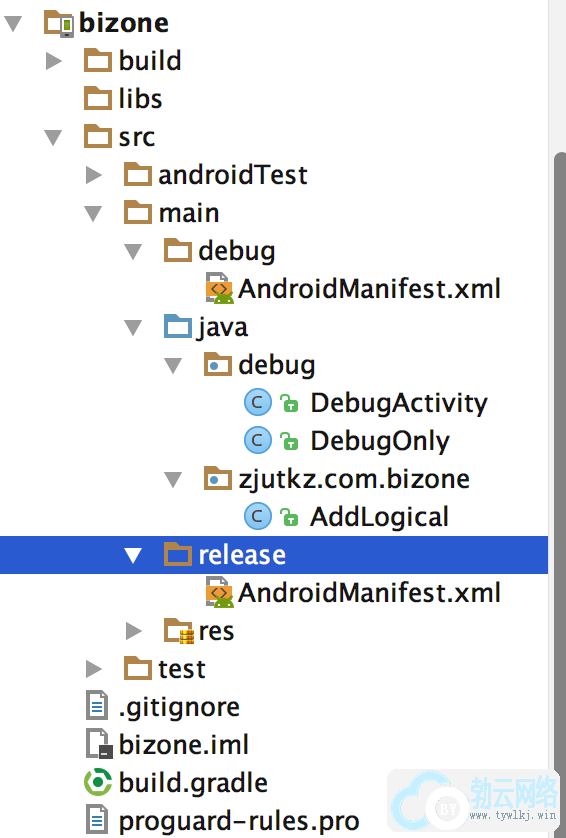 bizone
build
libs
src
androidTest
main
debug
AndroidManifest.xml
java
debug
C DebugActivity
C DebugOnly
zjutkz.com.bizone
C AddLogical
release
AndroidManifest.xml
res
test
.gitignore
bizone.iml
build.gradle
proguard-rules.pro
BY
勃云网络
www.tywlkj.win